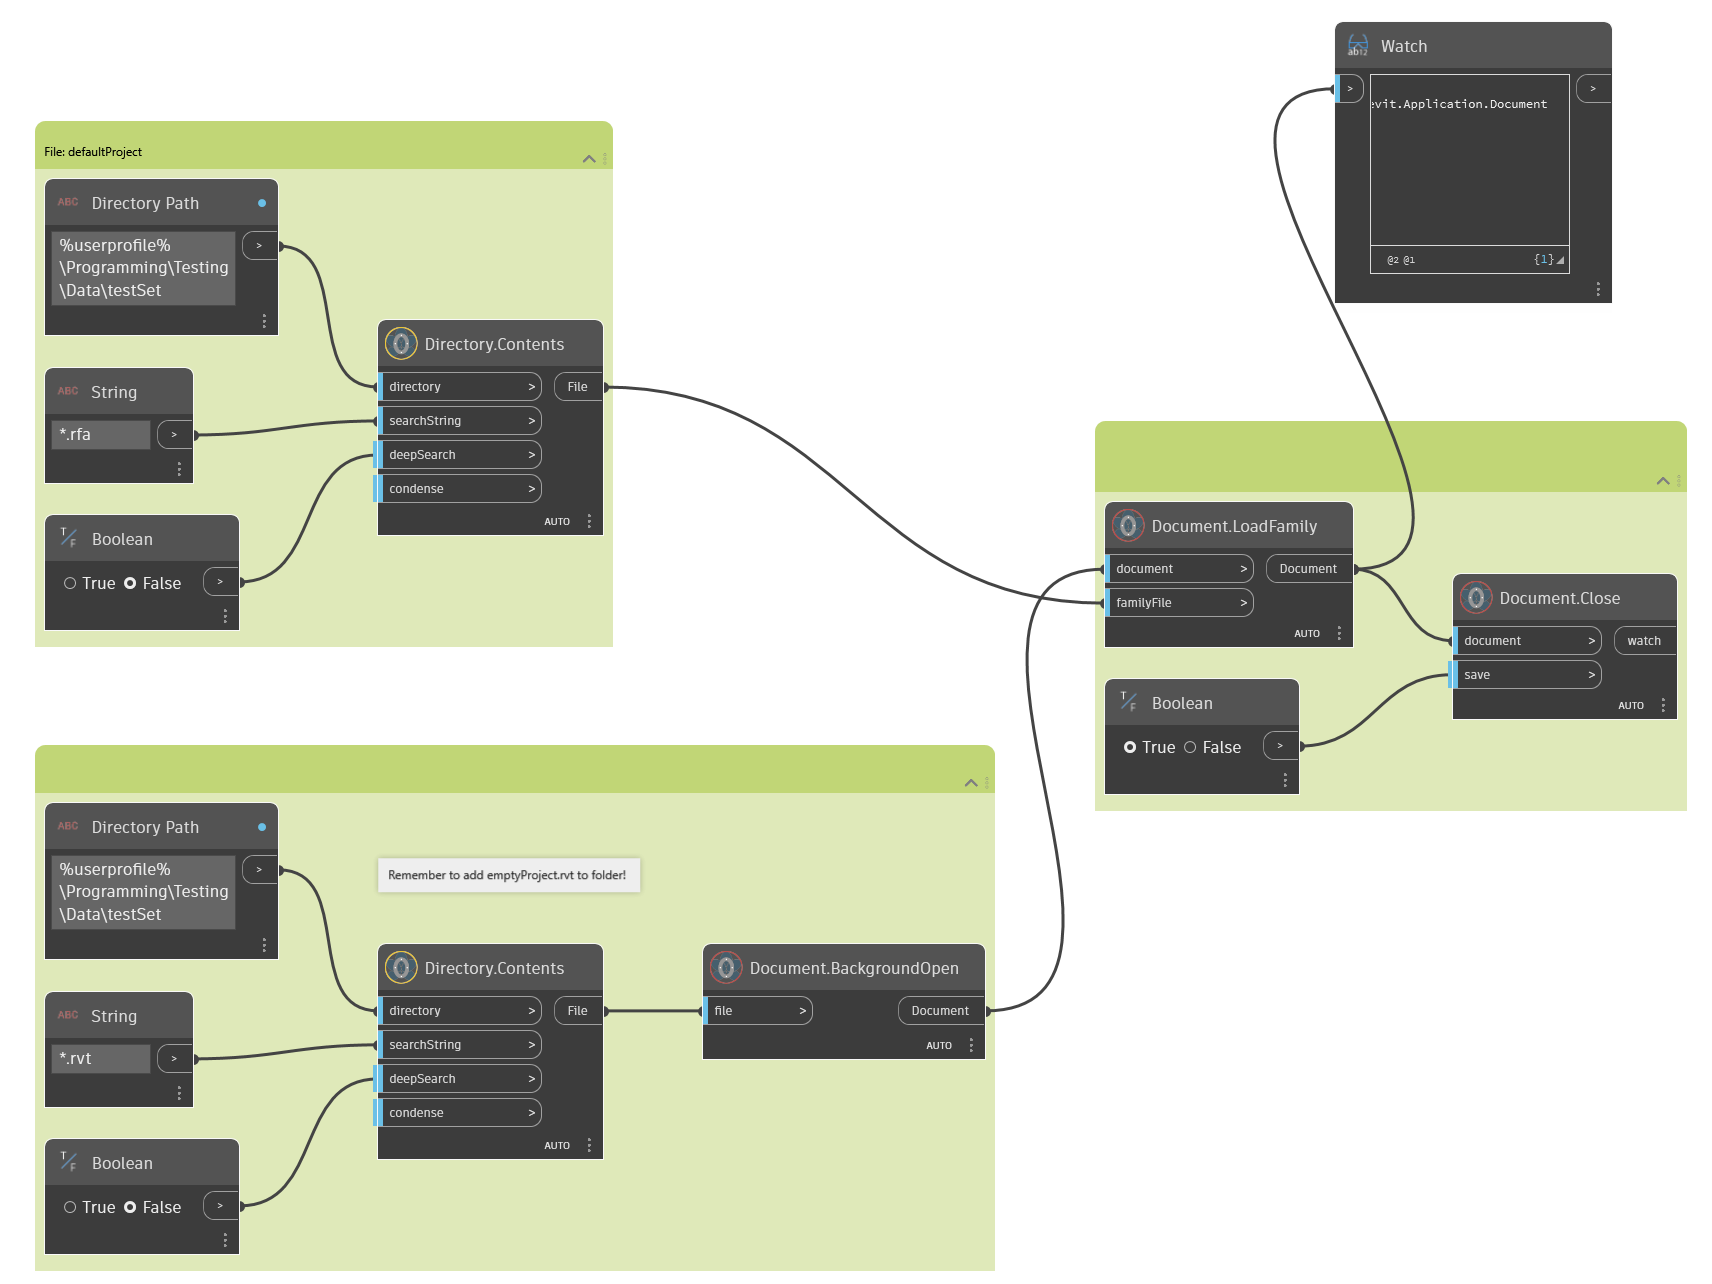 Watch
>
evit.Application.Document
>
@2 @1
{1}
File: defaultProject
ABC Directory Path
%userprofile%
\Programming\Testing
\Data\testSet
>
ABC String
*.rfa
>
T/F Boolean
True False
>
Directory.Contents
directory >
File
searchString >
deepSearch >
condense >
AUTO
Document.LoadFamily
document >
Document
familyFile >
AUTO
Document.Close
document >
watch
save >
AUTO
T/F Boolean
True False
>
ABC Directory Path
%userprofile%
\Programming\Testing
\Data\testSet
>
Remember to add emptyProject.rvt to folder!
ABC String
*.rvt
>
T/F Boolean
True False
>
Directory.Contents
directory >
File
searchString >
deepSearch >
condense >
AUTO
Document.BackgroundOpen
file >
Document
AUTO